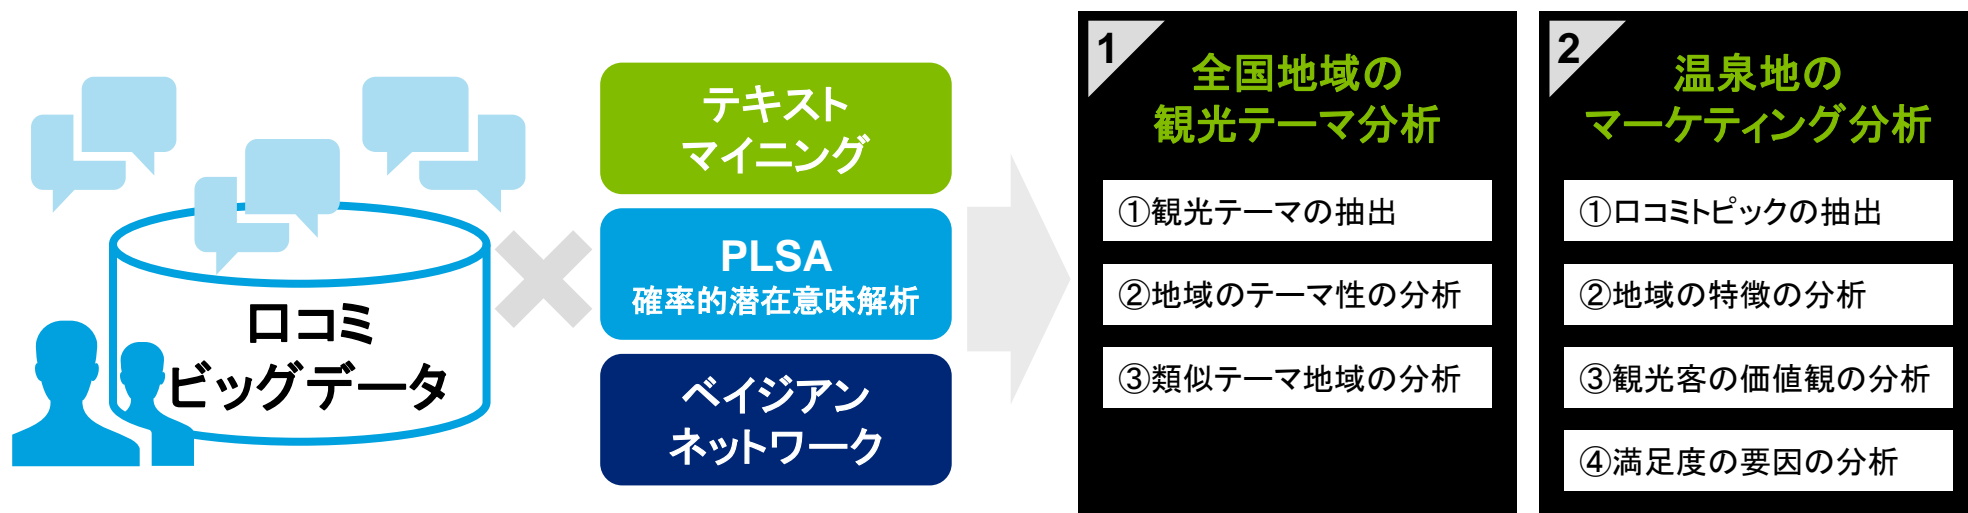 口コミ
ビッグデータ
テキスト
マイニング
PLSA
確率的潜在意味解析
ベイジアン
ネットワーク
1
全国地域の
観光テーマ分析
①観光テーマの抽出
②地域のテーマ性の分析
③類似テーマ地域の分析
2
温泉地の
マーケティング分析
①口コミトピックの抽出
②地域の特徴の分析
③観光客の価値観の分析
④満足度の要因の分析